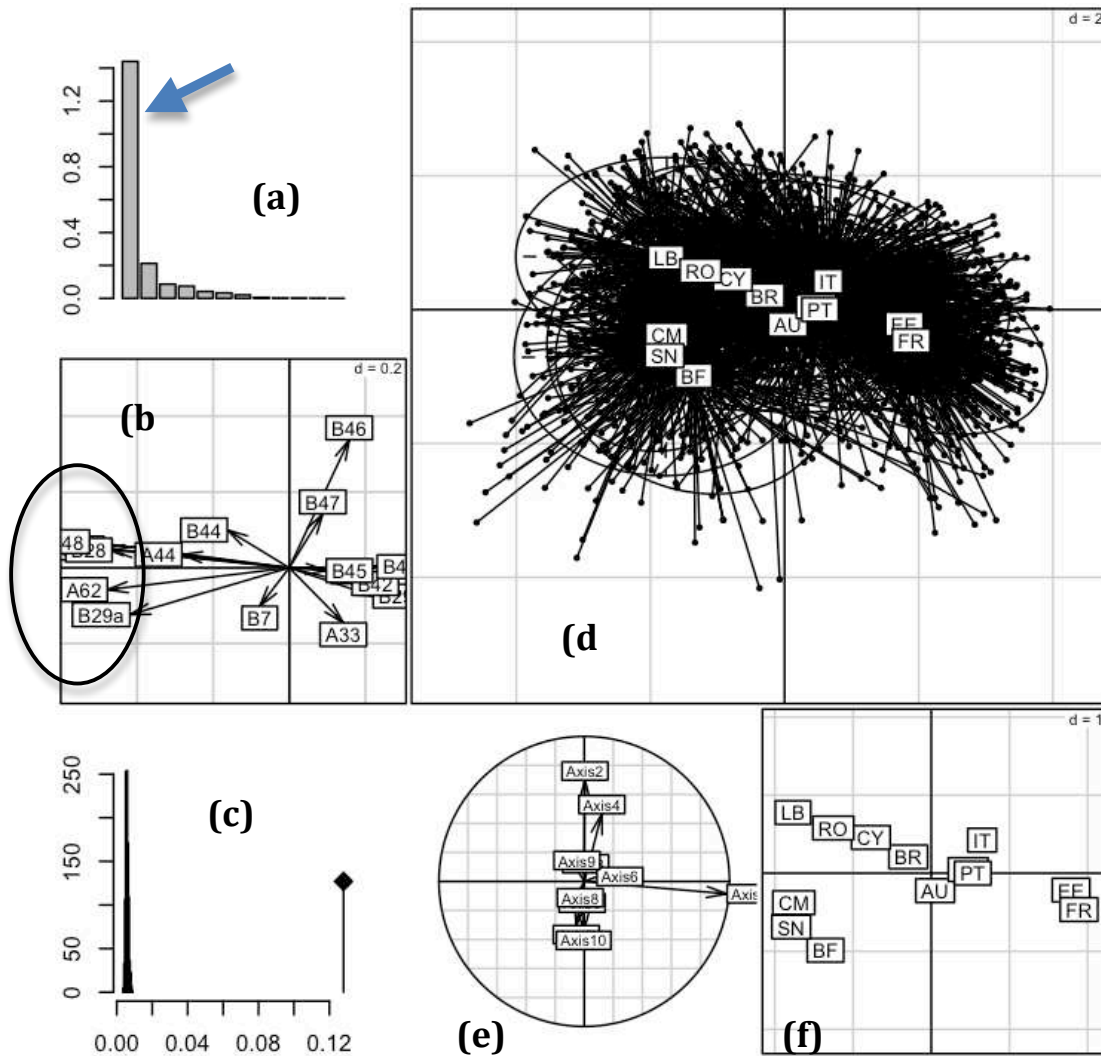 (a)
1.2
0.8
0.4
0.0
d = 2
LB
RO
CY
BR
IT
PT
AU
CM
SN
BF
FR
(d
d = 0.2
(b)
B46
B47
B44
48
B28
A44
B45
B4
B42
A62
B29a
B7
A33
(c)
250
150
50
0
0.00 0.04 0.08 0.12
Axis2
Axis4
Axis9
Axis6
Axis
Axis8
Axis10
(e)
d = 1
LB
RO
CY
IT
BR
PT
AU
CM
FR
SN
BF
(f)